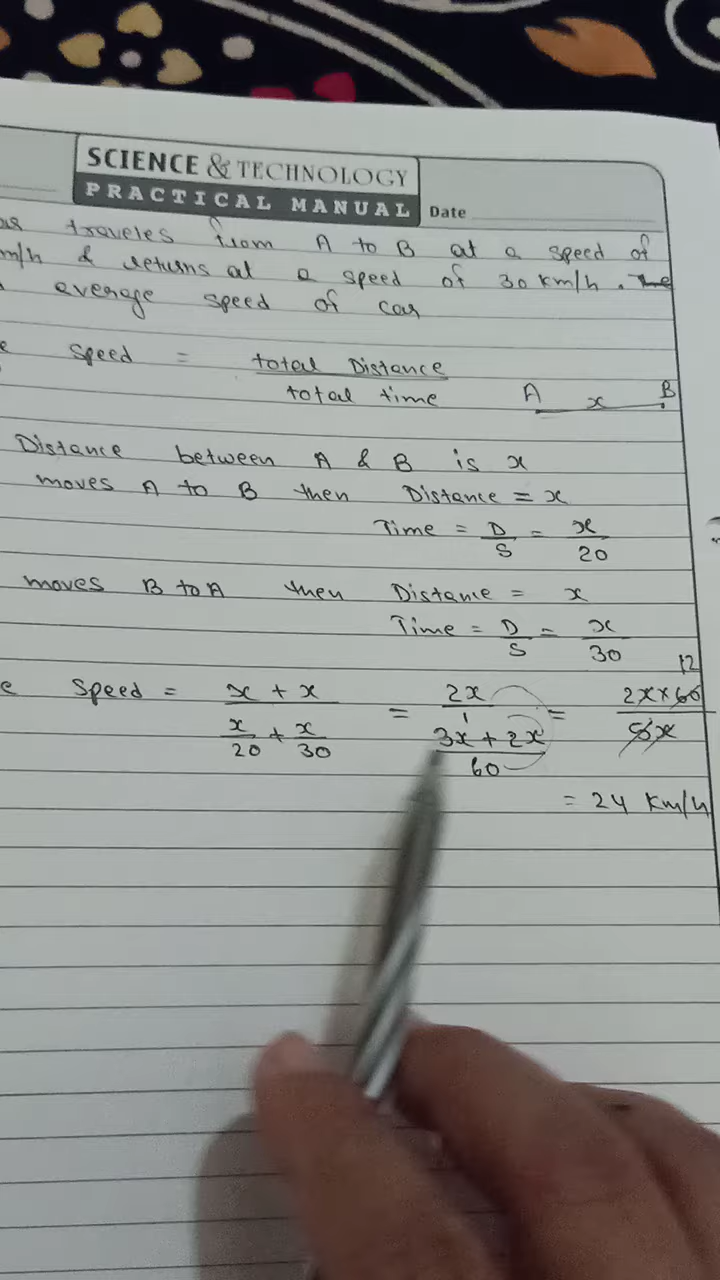 SCIENCE & TECHNOLOGY
PRACTICAL MANUAL
Date
traveles from A to B at a speed of
m/h & returns at a speed of 30 km/h. The
average speed of car
e speed = total Distance
total time
A x B
Distance between A & B is x
moves A to B then Distance = x
Time = D/S = x/20
moves B to A then Distance = x
Time = D/S = x/30
e Speed = (x + x)/(x/20 + x/30) = (2x/1)/((3x + 2x)/60) = (2x × 60)/(5x) 12
= 24 Km/h